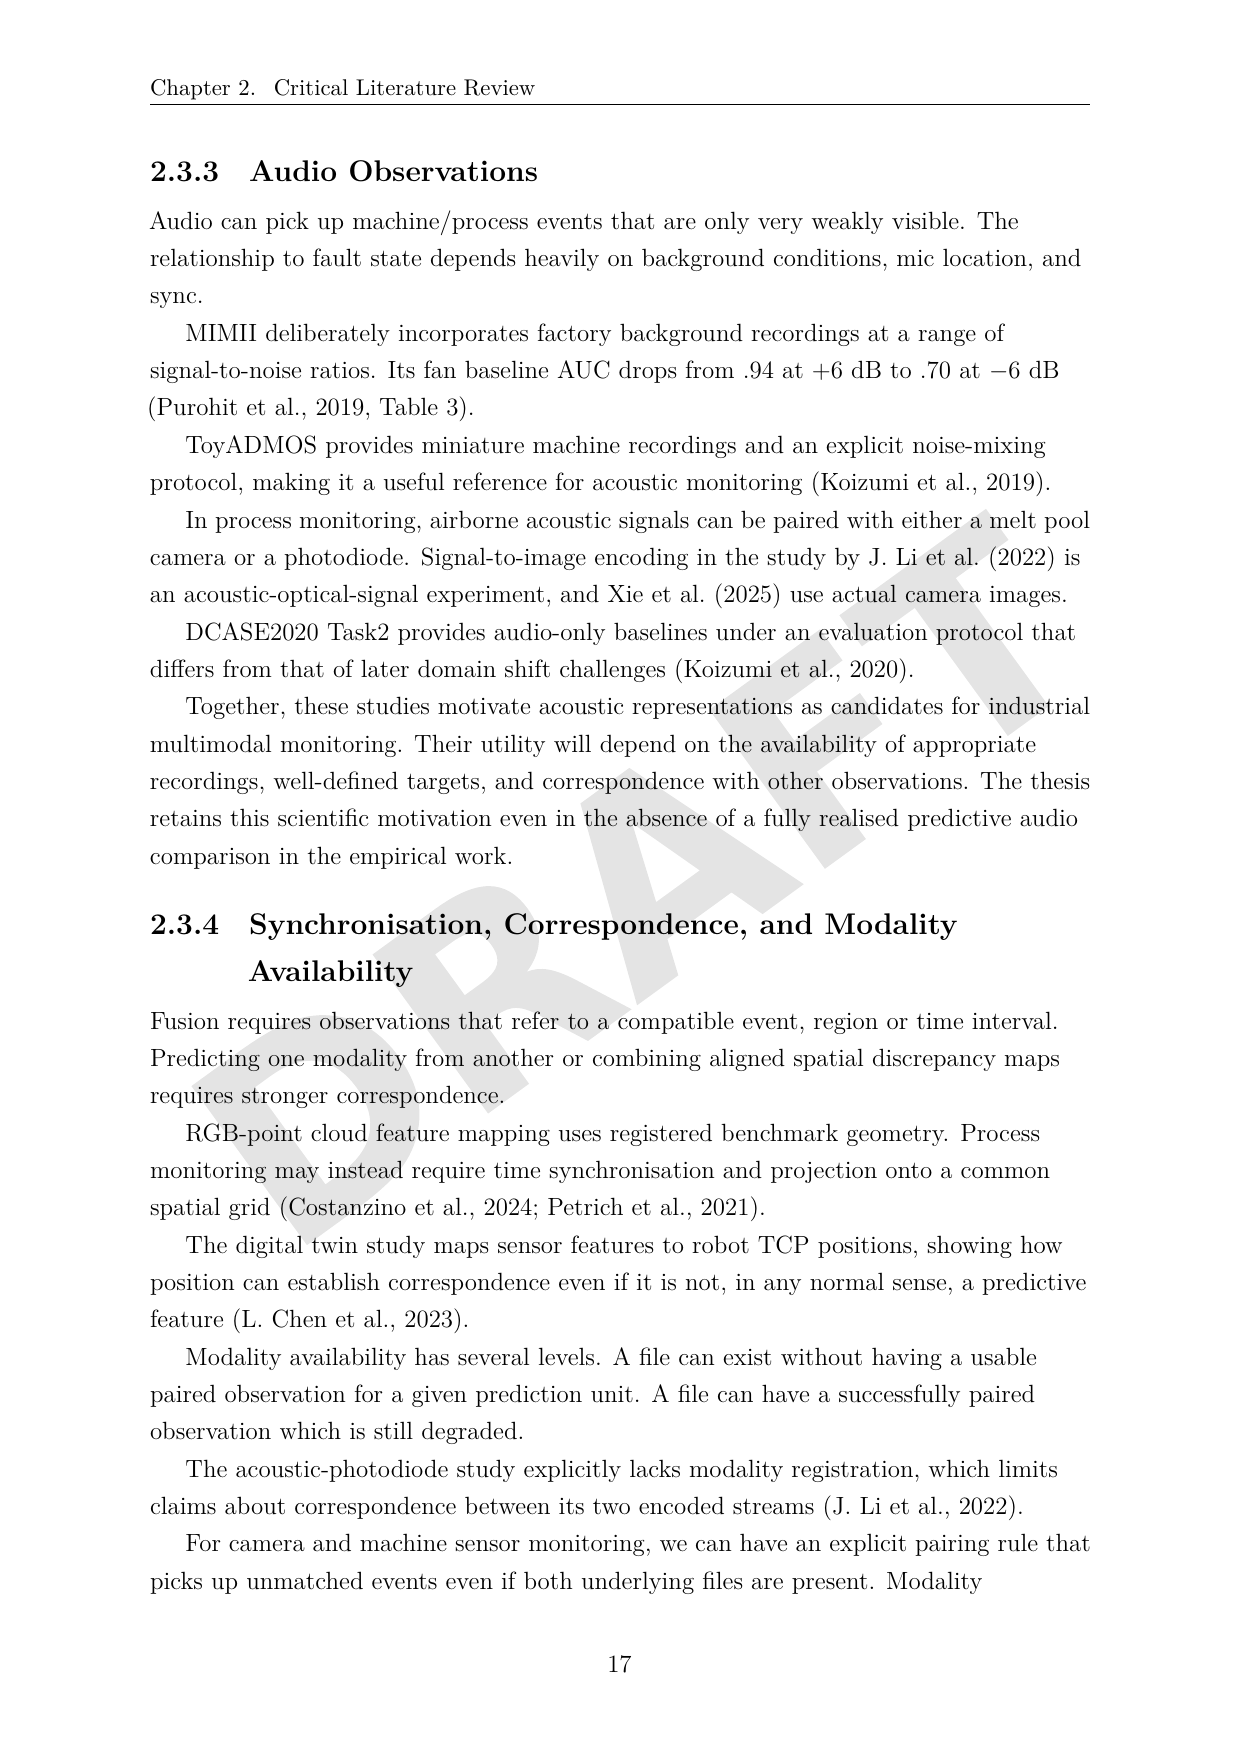 Chapter 2. Critical Literature Review
2.3.3 Audio Observations
Audio can pick up machine/process events that are only very weakly visible. The
relationship to fault state depends heavily on background conditions, mic location, and
sync.
MIMII deliberately incorporates factory background recordings at a range of
signal-to-noise ratios. Its fan baseline AUC drops from .94 at +6 dB to .70 at −6 dB
(Purohit et al., 2019, Table 3).
ToyADMOS provides miniature machine recordings and an explicit noise-mixing
protocol, making it a useful reference for acoustic monitoring (Koizumi et al., 2019).
In process monitoring, airborne acoustic signals can be paired with either a melt pool
camera or a photodiode. Signal-to-image encoding in the study by J. Li et al. (2022) is
an acoustic-optical-signal experiment, and Xie et al. (2025) use actual camera images.
DCASE2020 Task2 provides audio-only baselines under an evaluation protocol that
differs from that of later domain shift challenges (Koizumi et al., 2020).
Together, these studies motivate acoustic representations as candidates for industrial
multimodal monitoring. Their utility will depend on the availability of appropriate
recordings, well-defined targets, and correspondence with other observations. The thesis
retains this scientific motivation even in the absence of a fully realised predictive audio
comparison in the empirical work.
2.3.4 Synchronisation, Correspondence, and Modality
Availability
Fusion requires observations that refer to a compatible event, region or time interval.
Predicting one modality from another or combining aligned spatial discrepancy maps
requires stronger correspondence.
RGB-point cloud feature mapping uses registered benchmark geometry. Process
monitoring may instead require time synchronisation and projection onto a common
spatial grid (Costanzino et al., 2024; Petrich et al., 2021).
The digital twin study maps sensor features to robot TCP positions, showing how
position can establish correspondence even if it is not, in any normal sense, a predictive
feature (L. Chen et al., 2023).
Modality availability has several levels. A file can exist without having a usable
paired observation for a given prediction unit. A file can have a successfully paired
observation which is still degraded.
The acoustic-photodiode study explicitly lacks modality registration, which limits
claims about correspondence between its two encoded streams (J. Li et al., 2022).
For camera and machine sensor monitoring, we can have an explicit pairing rule that
picks up unmatched events even if both underlying files are present. Modality
17
DRAFT